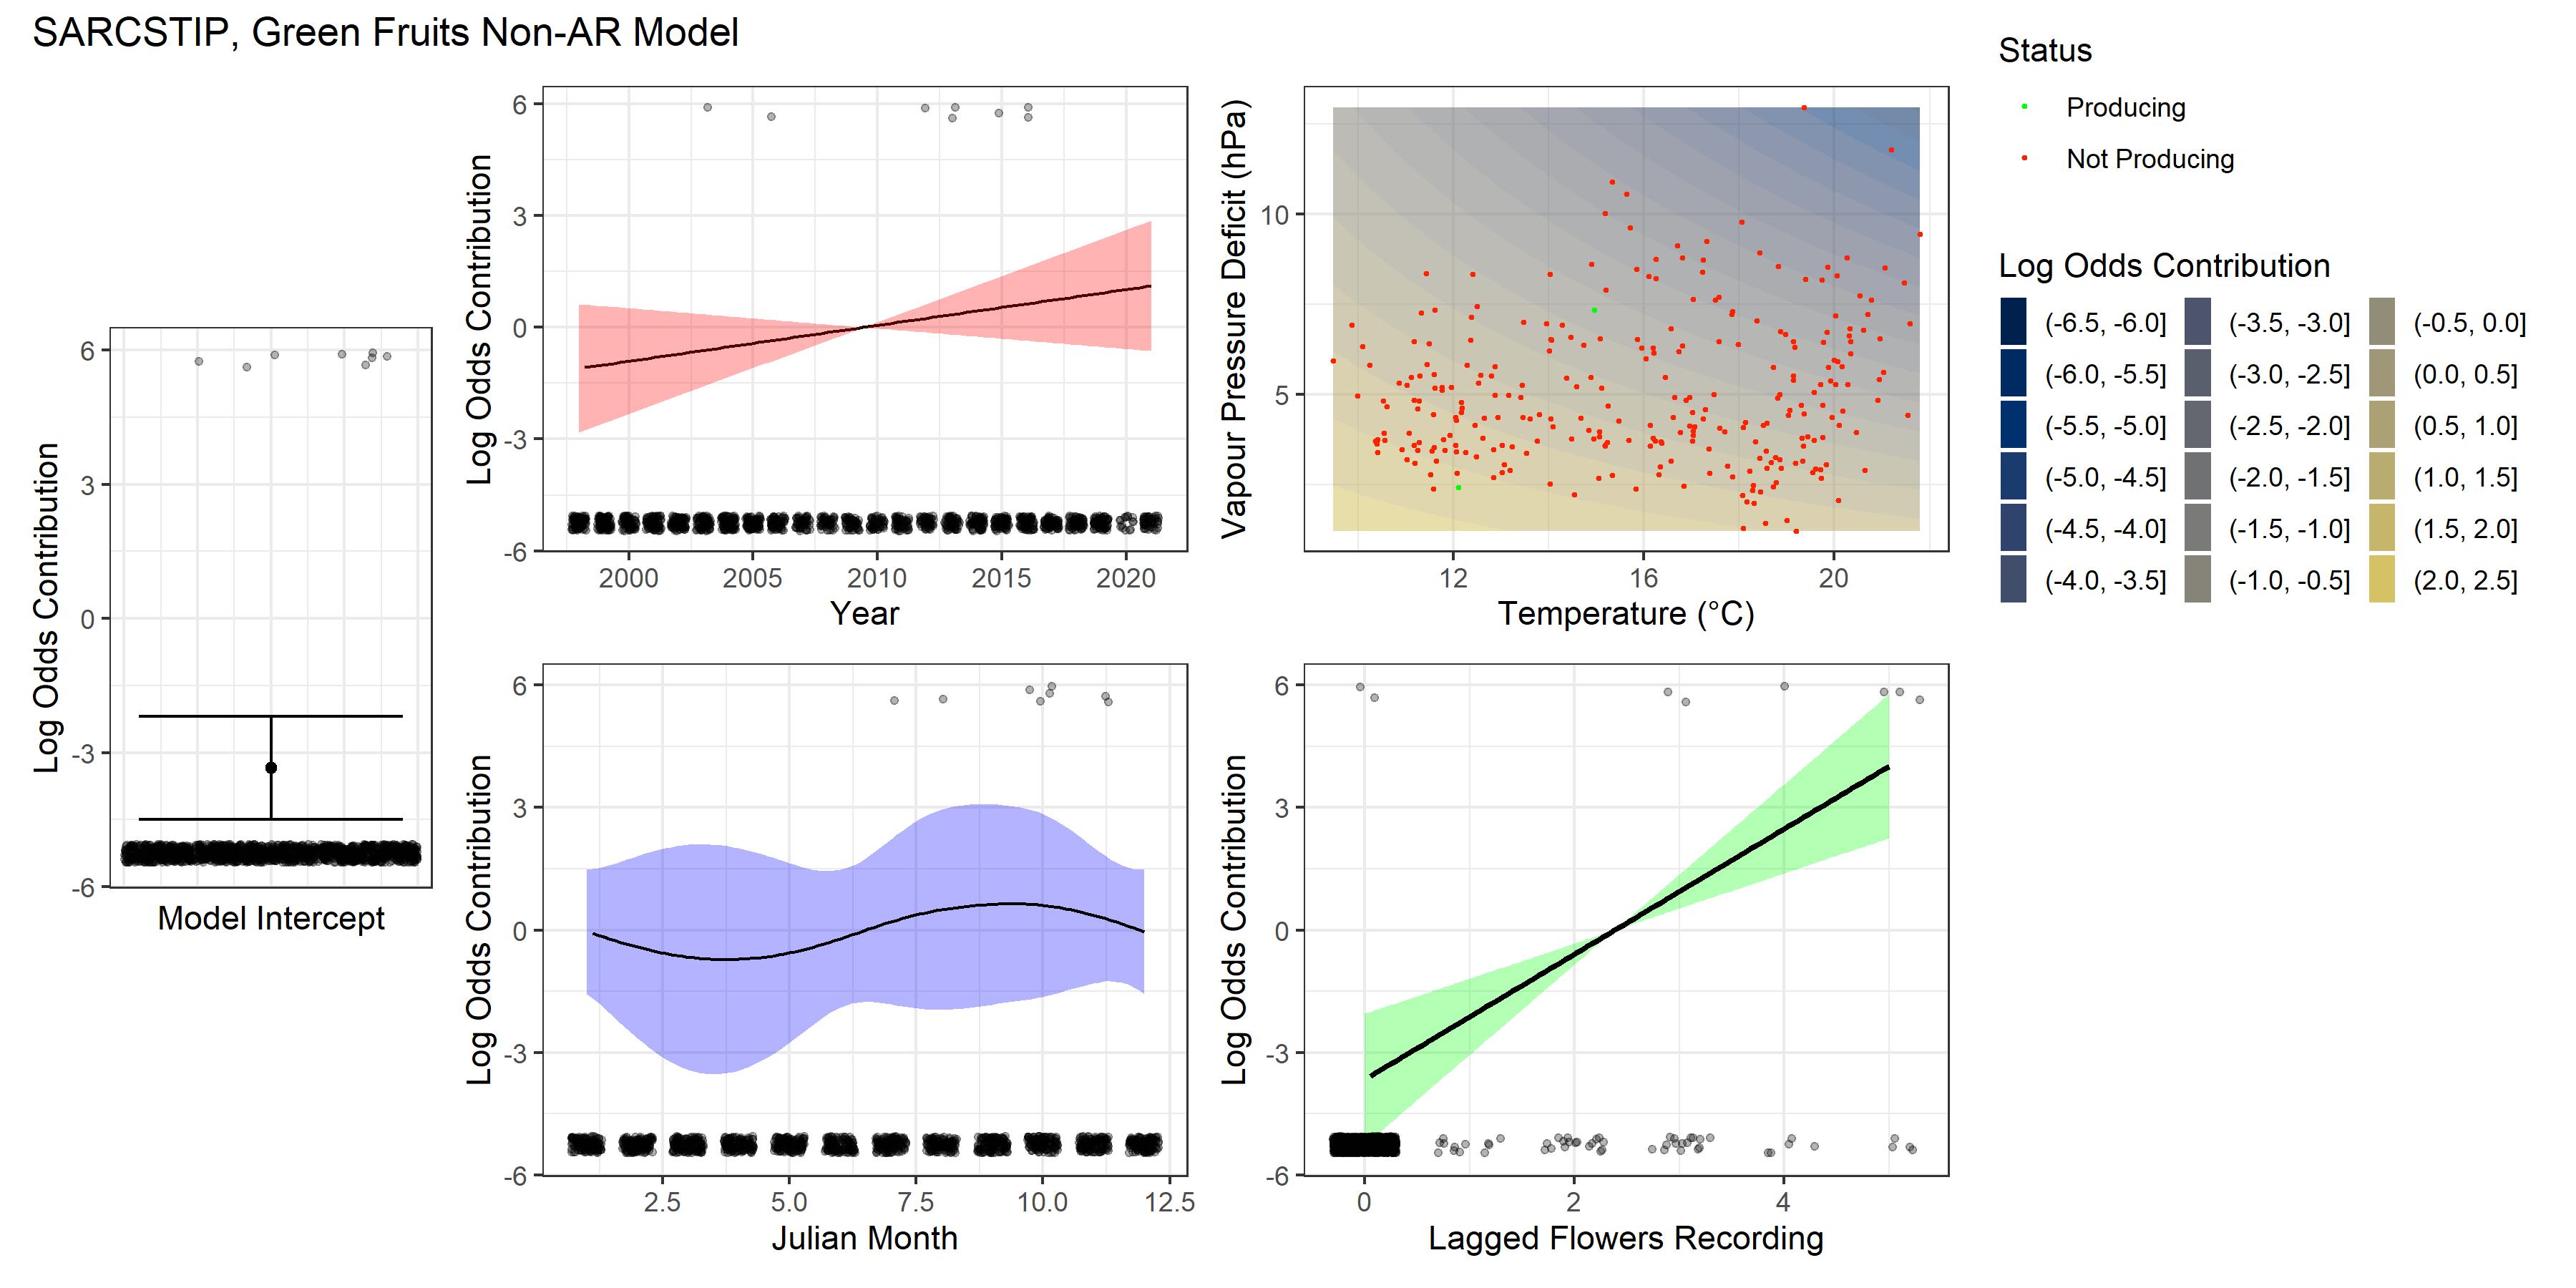 SARCSTIP, Green Fruits Non-AR Model
Log Odds Contribution
6
3
0
-3
-6
Model Intercept
Log Odds Contribution
6
3
0
-3
-6
2000 2005 2010 2015 2020
Year
Vapour Pressure Deficit (hPa)
10
5
12 16 20
Temperature (°C)
Log Odds Contribution
6
3
0
-3
-6
2.5 5.0 7.5 10.0 12.5
Julian Month
Log Odds Contribution
6
3
0
-3
-6
0 2 4
Lagged Flowers Recording
Status
Producing
Not Producing
Log Odds Contribution
(-6.5, -6.0] (-3.5, -3.0] (-0.5, 0.0]
(-6.0, -5.5] (-3.0, -2.5] (0.0, 0.5]
(-5.5, -5.0] (-2.5, -2.0] (0.5, 1.0]
(-5.0, -4.5] (-2.0, -1.5] (1.0, 1.5]
(-4.5, -4.0] (-1.5, -1.0] (1.5, 2.0]
(-4.0, -3.5] (-1.0, -0.5] (2.0, 2.5]